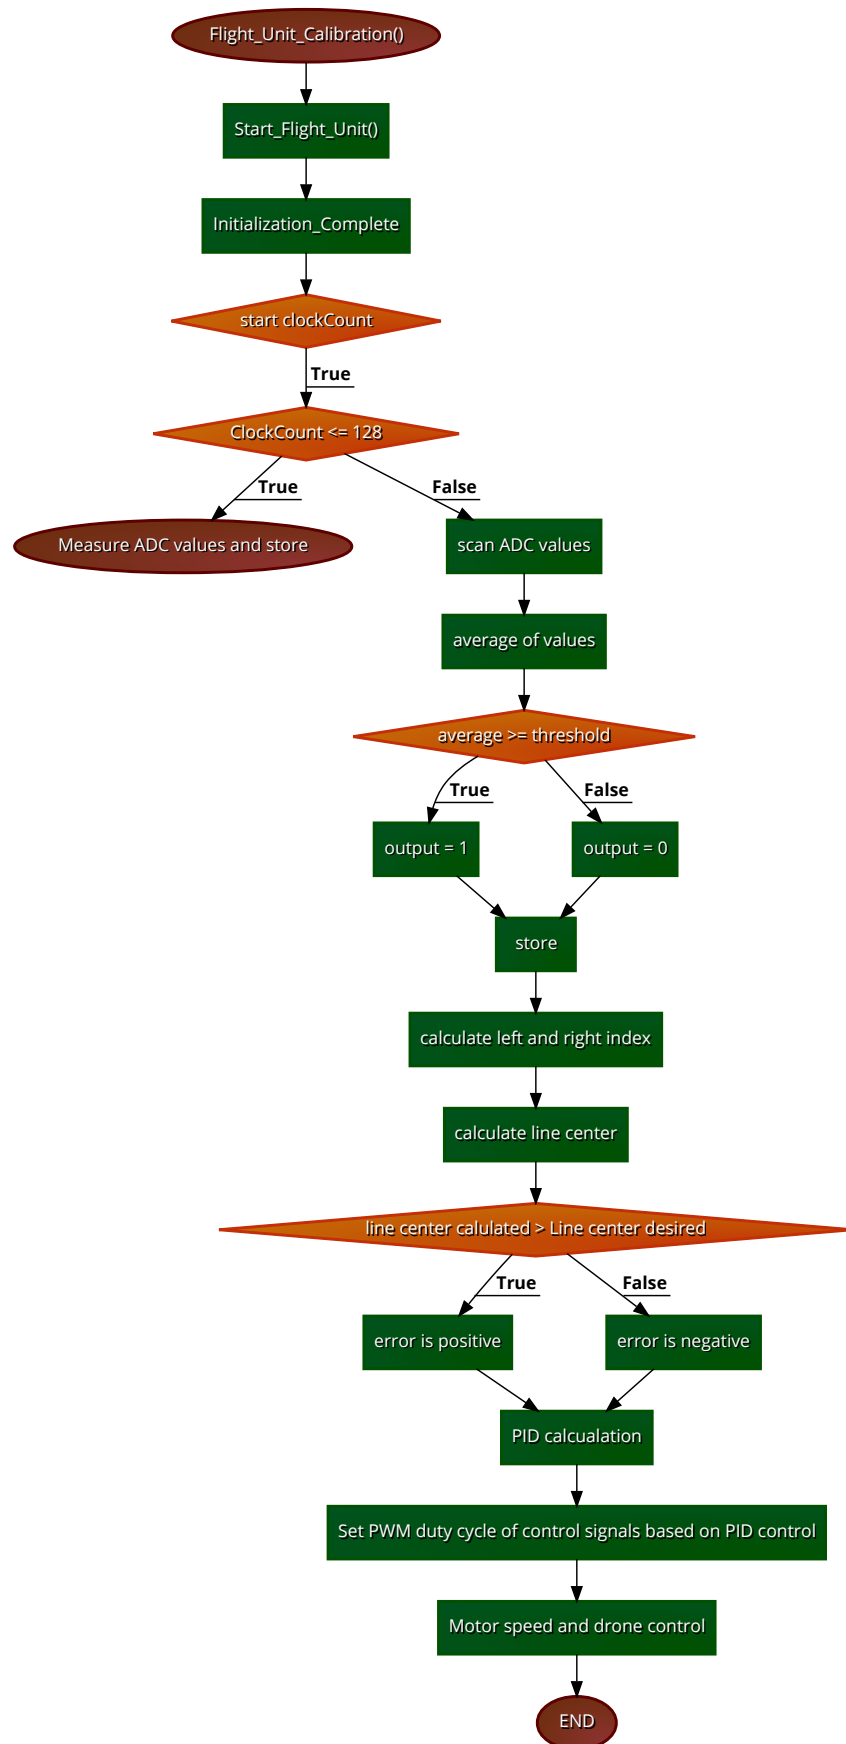 Flight_Unit_Calibration()
Start_Flight_Unit()
Initialization_Complete
start clockCount
True
ClockCount <= 128
True
False
Measure ADC values and store
scan ADC values
average of values
average >= threshold
True
False
output = 1
output = 0
store
calculate left and right index
calculate line center
line center calulated > Line center desired
True
False
error is positive
error is negative
PID calcualation
Set PWM duty cycle of control signals based on PID control
Motor speed and drone control
END